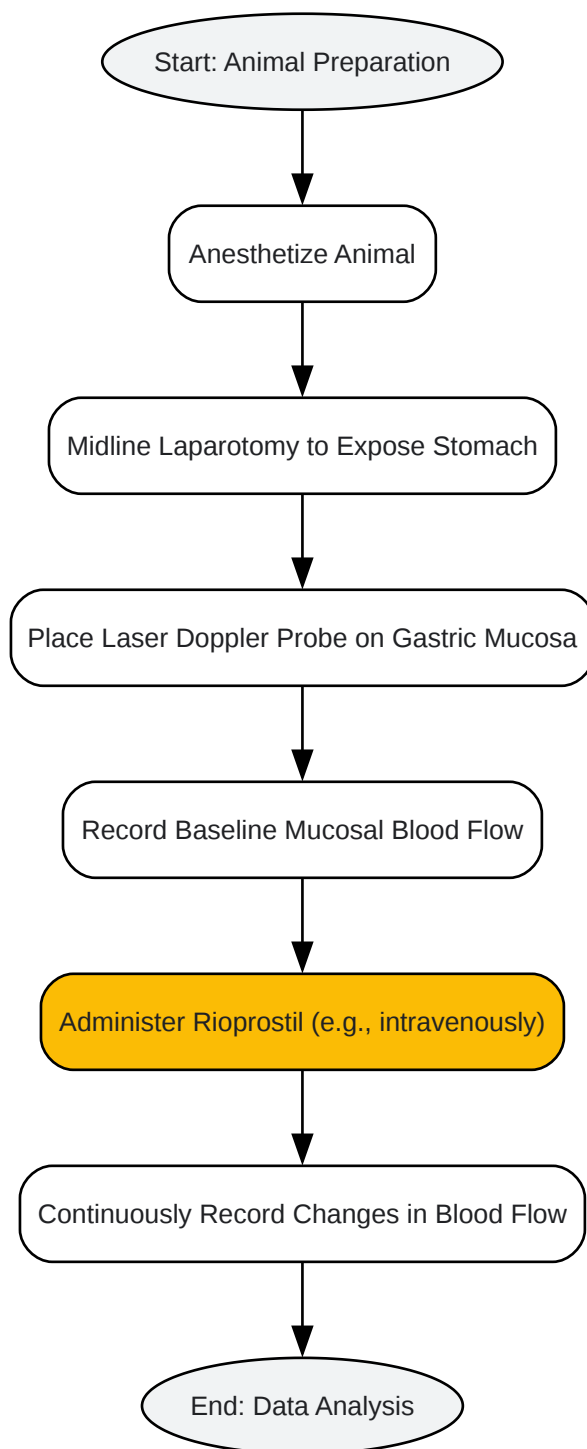 Start: Animal Preparation
Anesthetize Animal
Midline Laparotomy to Expose Stomach
Place Laser Doppler Probe on Gastric Mucosa
Record Baseline Mucosal Blood Flow
Administer Rioprostil (e.g., intravenously)
Continuously Record Changes in Blood Flow
End: Data Analysis